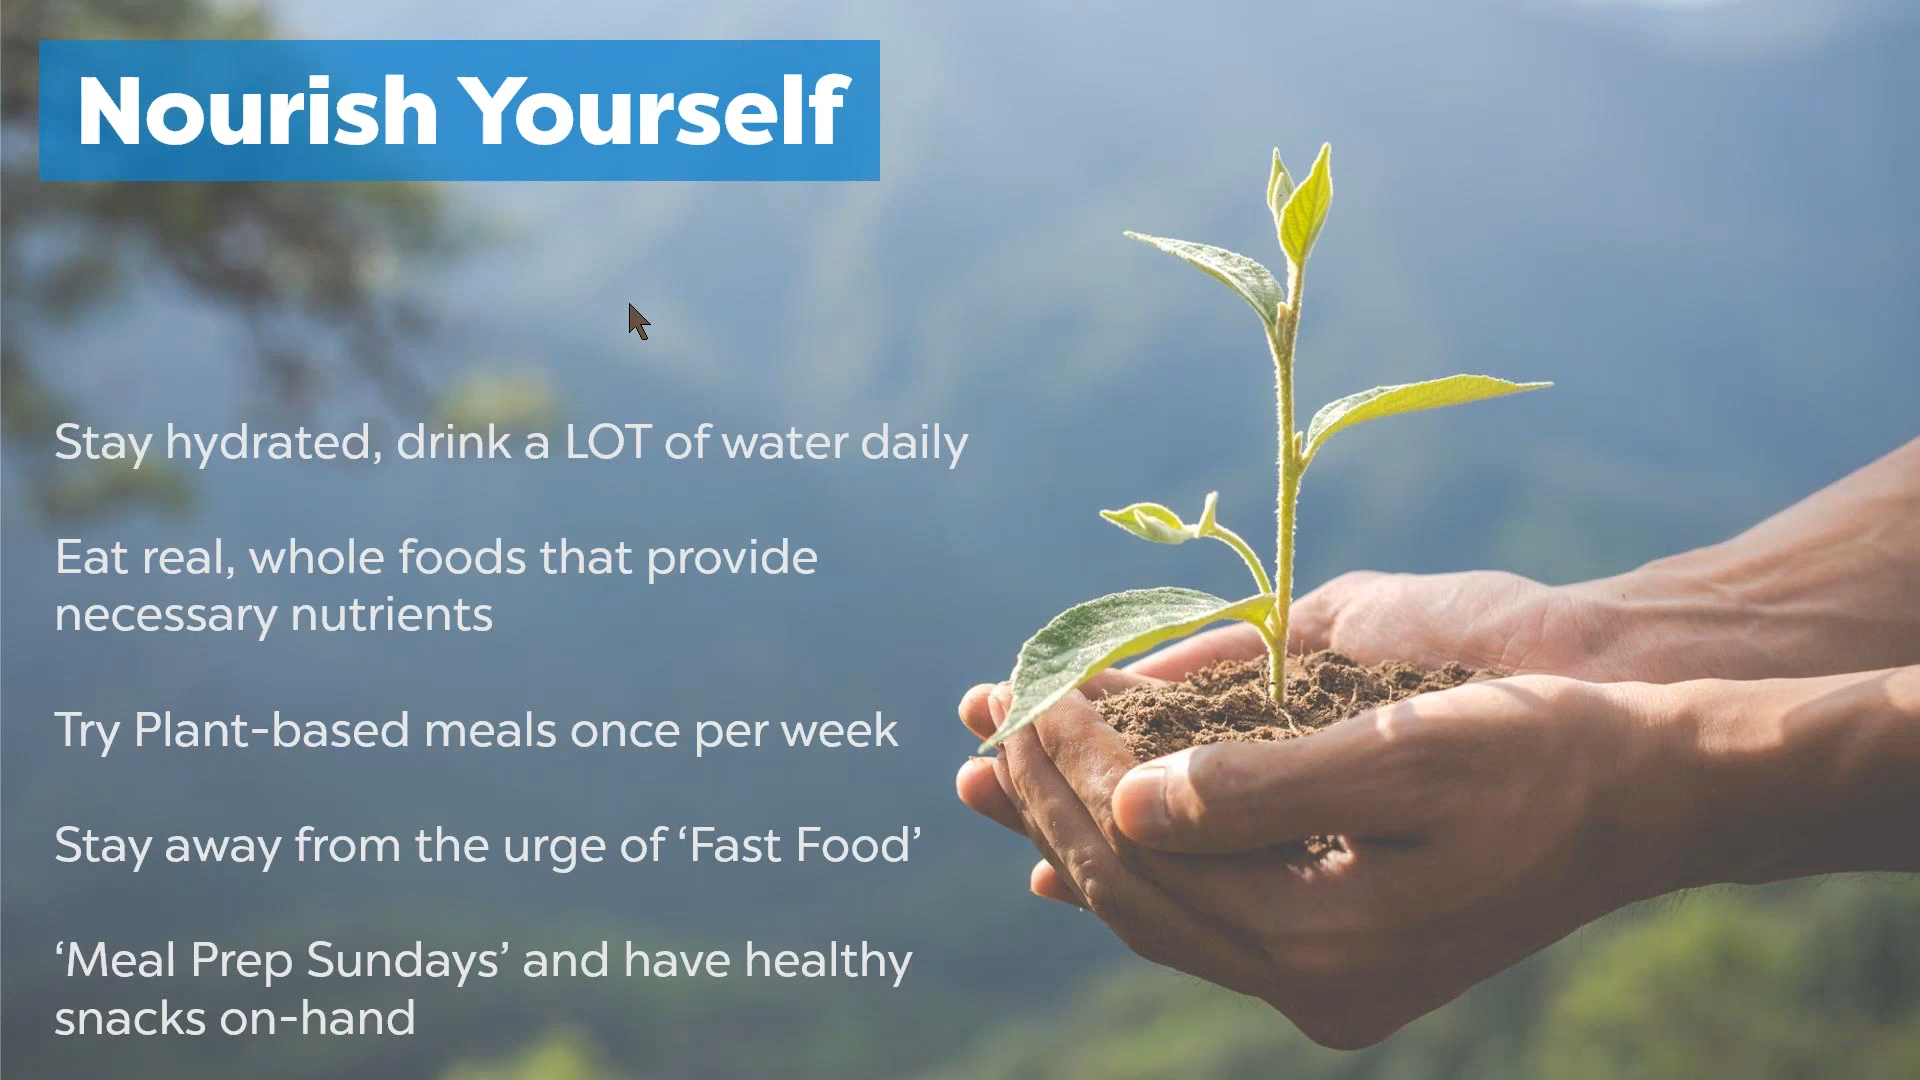 Nourish Yourself
Stay hydrated, drink a LOT of water daily
Eat real, whole foods that provide
necessary nutrients
Try Plant-based meals once per week
Stay away from the urge of ‘Fast Food’
‘Meal Prep Sundays’ and have healthy
snacks on-hand